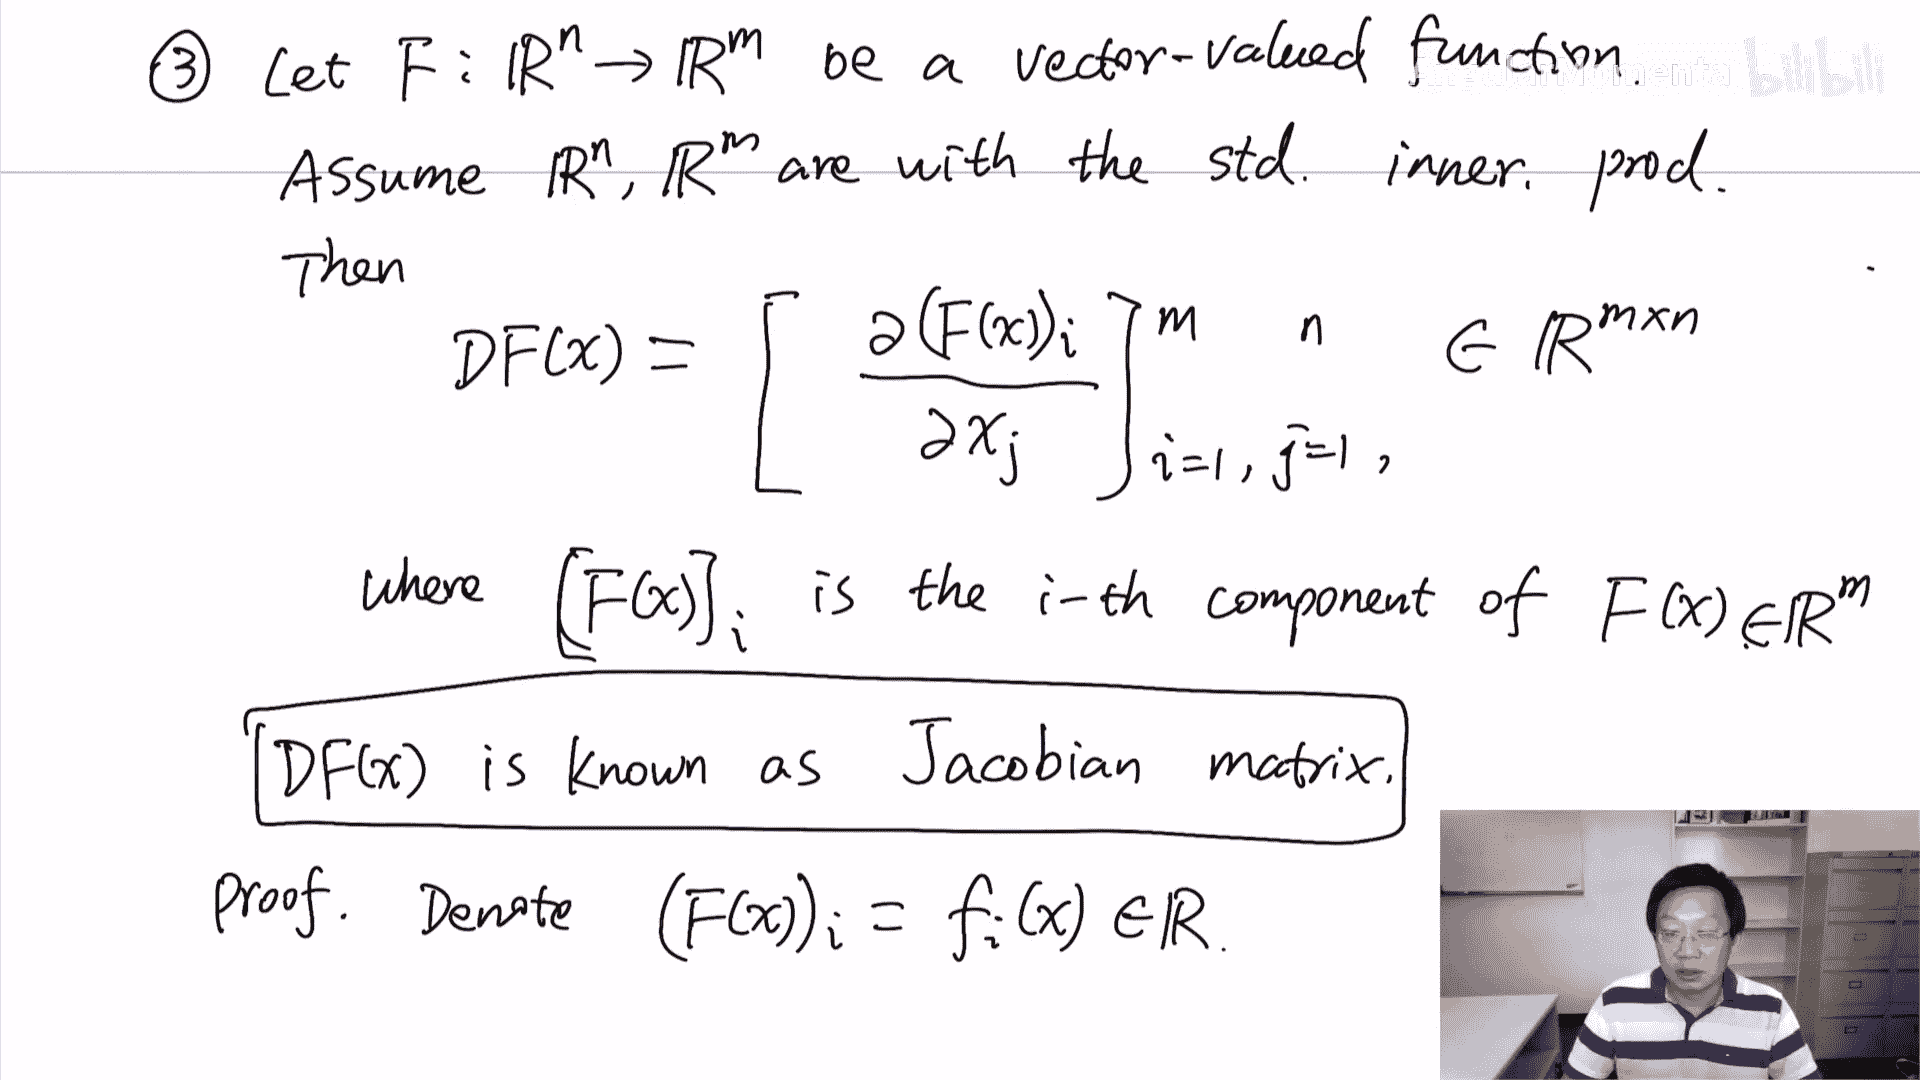 ③ Let F : ℝⁿ → ℝᵐ be a vector-valued function.
bilibili
Assume ℝⁿ, ℝᵐ are with the std. inner. prod.
Then
DF(x) = [ ∂(F(x))i / ∂xj ] m n i=1, j=1, ∈ ℝᵐˣⁿ
where [F(x)]i is the i-th component of F(x) ∈ ℝᵐ
DF(x) is known as Jacobian matrix.
Proof. Denote (F(x))i = fi(x) ∈ ℝ.